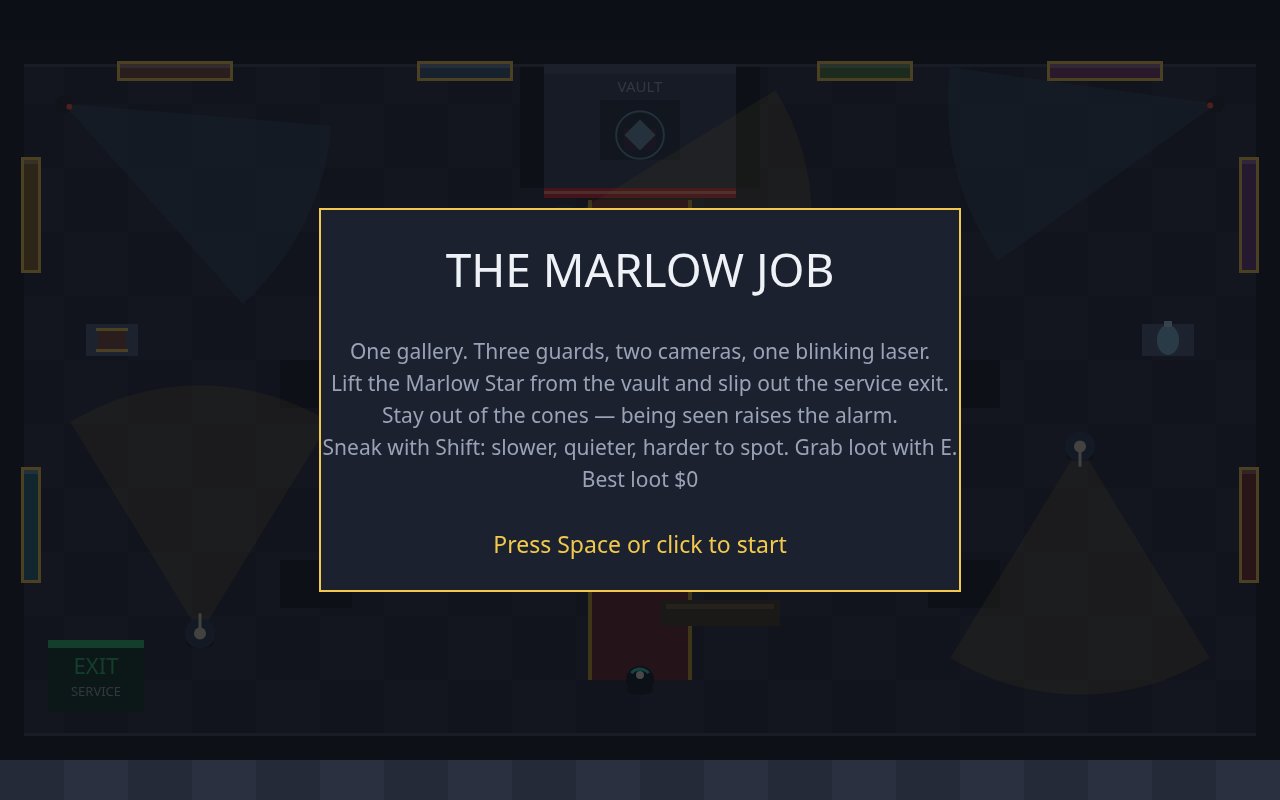 VAULT
THE MARLOW JOB
One gallery. Three guards, two cameras, one blinking laser.
Lift the Marlow Star from the vault and slip out the service exit.
Stay out of the cones — being seen raises the alarm.
Sneak with Shift: slower, quieter, harder to spot. Grab loot with E.
Best loot $0
Press Space or click to start
EXIT
SERVICE